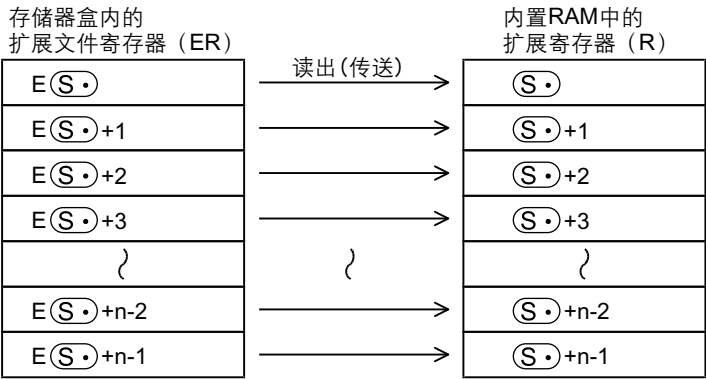 存储器盒内的
扩展文件寄存器（ER）
内置RAM中的
扩展寄存器（R）
读出(传送)
E(S·)
(S·)
E(S·)+1
(S·)+1
E(S·)+2
(S·)+2
E(S·)+3
(S·)+3
E(S·)+n-2
(S·)+n-2
E(S·)+n-1
(S·)+n-1